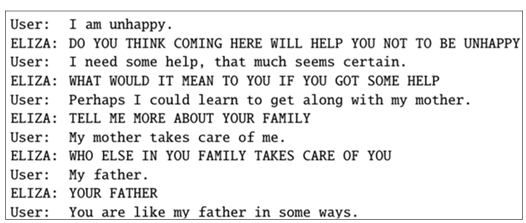 User: I am unhappy.
ELIZA: DO YOU THINK COMING HERE WILL HELP YOU NOT TO BE UNHAPPY
User: I need some help, that much seems certain.
ELIZA: WHAT WOULD IT MEAN TO YOU IF YOU GOT SOME HELP
User: Perhaps I could learn to get along with my mother.
ELIZA: TELL ME MORE ABOUT YOUR FAMILY
User: My mother takes care of me.
ELIZA: WHO ELSE IN YOU FAMILY TAKES CARE OF YOU
User: My father.
ELIZA: YOUR FATHER
User: You are like my father in some ways.